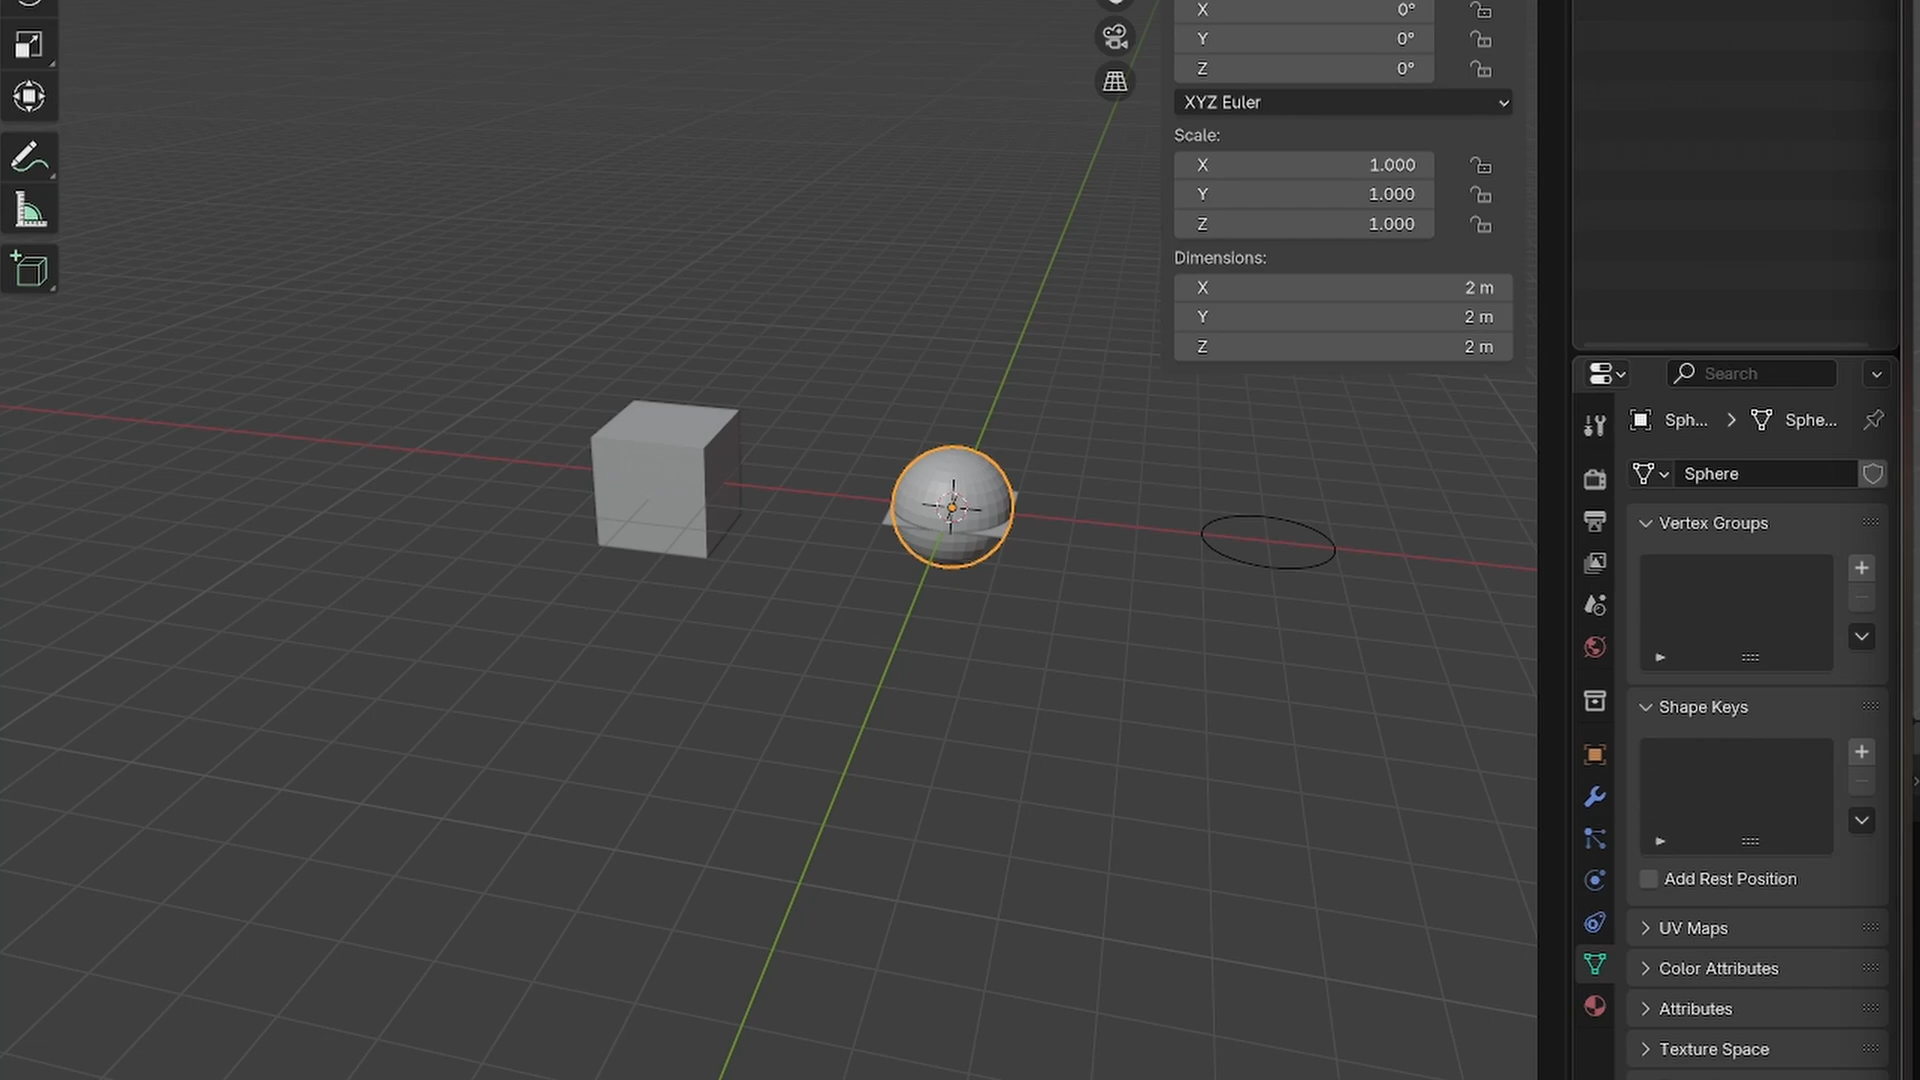 X 0°
Y 0°
Z 0°
XYZ Euler
Scale:
X 1.000
Y 1.000
Z 1.000
Dimensions:
X 2 m
Y 2 m
Z 2 m
Search
Sph... Sphe...
Sphere
Vertex Groups
Shape Keys
Add Rest Position
UV Maps
Color Attributes
Attributes
Texture Space